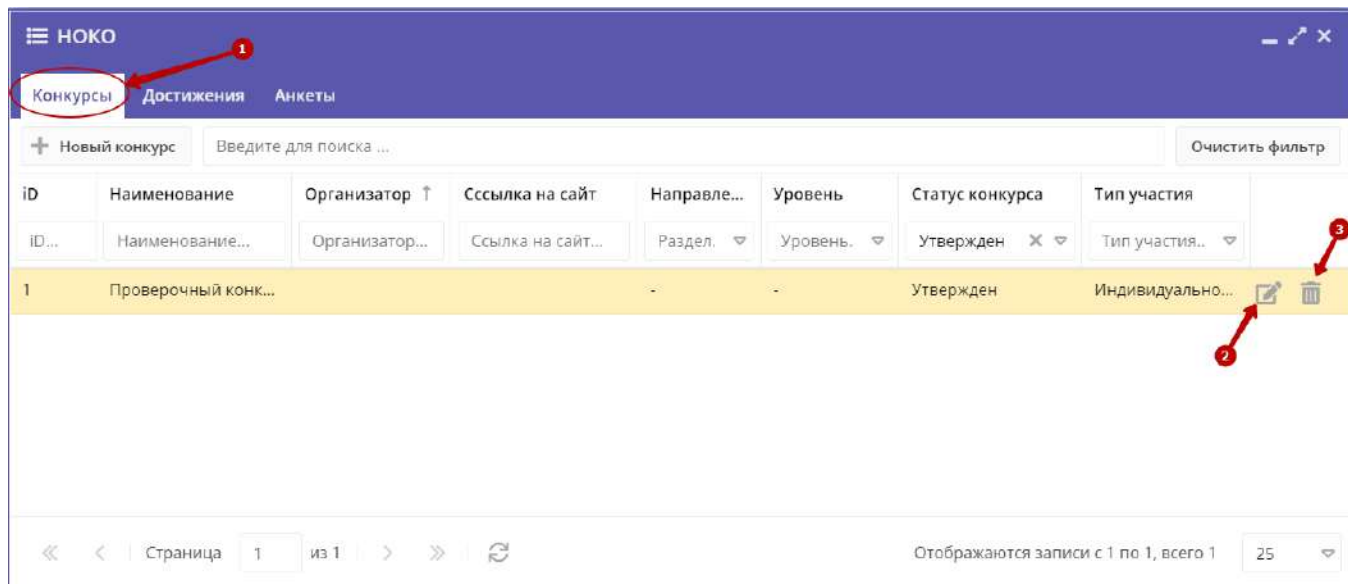 НОКО
1
Конкурсы Достижения Анкеты
Новый конкурс Введите для поиска ... Очистить фильтр
iD Наименование Организатор ↑ Сссылка на сайт Направле... Уровень Статус конкурса Тип участия
iD... Наименование... Организатор... Ссылка на сайт... Раздел. Уровень. Утвержден Тип участия..
3
1 Проверочный конк... - - Утвержден Индивидуально...
2
Страница 1 из 1 Отображаются записи с 1 по 1, всего 1 25